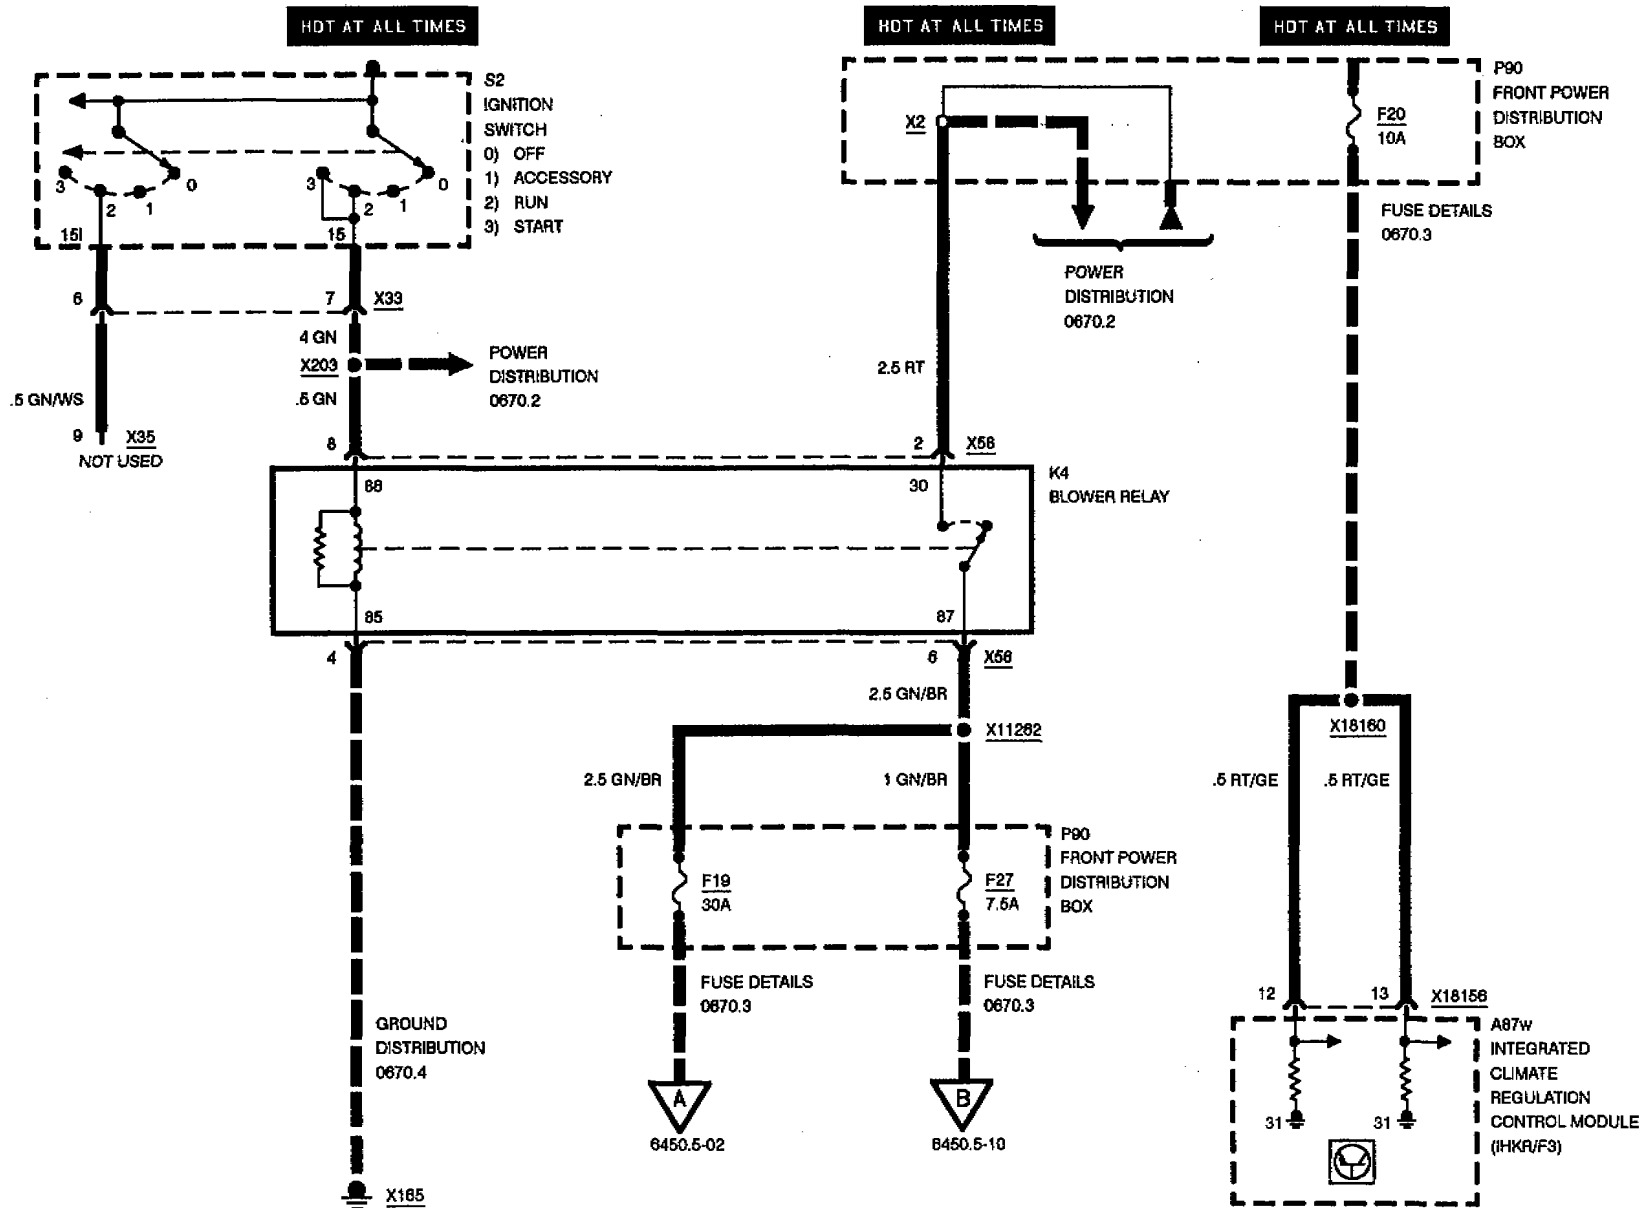 HOT AT ALL TIMES
HOT AT ALL TIMES
HOT AT ALL TIMES
S2
IGNITION
SWITCH
0) OFF
1) ACCESSORY
2) RUN
3) START
3
2
1
0
3
2
1
0
15I
15
6
7
X33
4 GN
X203
.5 GN
POWER
DISTRIBUTION
0670.2
.5 GN/WS
9
X35
NOT USED
X2
P90
FRONT POWER
DISTRIBUTION
BOX
F20
10A
FUSE DETAILS
0670.3
POWER
DISTRIBUTION
0670.2
2.5 RT
8
2
X58
K4
BLOWER RELAY
86
30
85
87
4
6
X56
2.5 GN/BR
X11262
2.5 GN/BR
1 GN/BR
P90
FRONT POWER
DISTRIBUTION
BOX
F19
30A
F27
7.5A
FUSE DETAILS
0670.3
FUSE DETAILS
0670.3
A
6450.5-02
B
6450.5-10
GROUND
DISTRIBUTION
0670.4
X165
X18160
.5 RT/GE
.5 RT/GE
12
13
X18156
A87w
INTEGRATED
CLIMATE
REGULATION
CONTROL MODULE
(IHKR/F3)
31
31